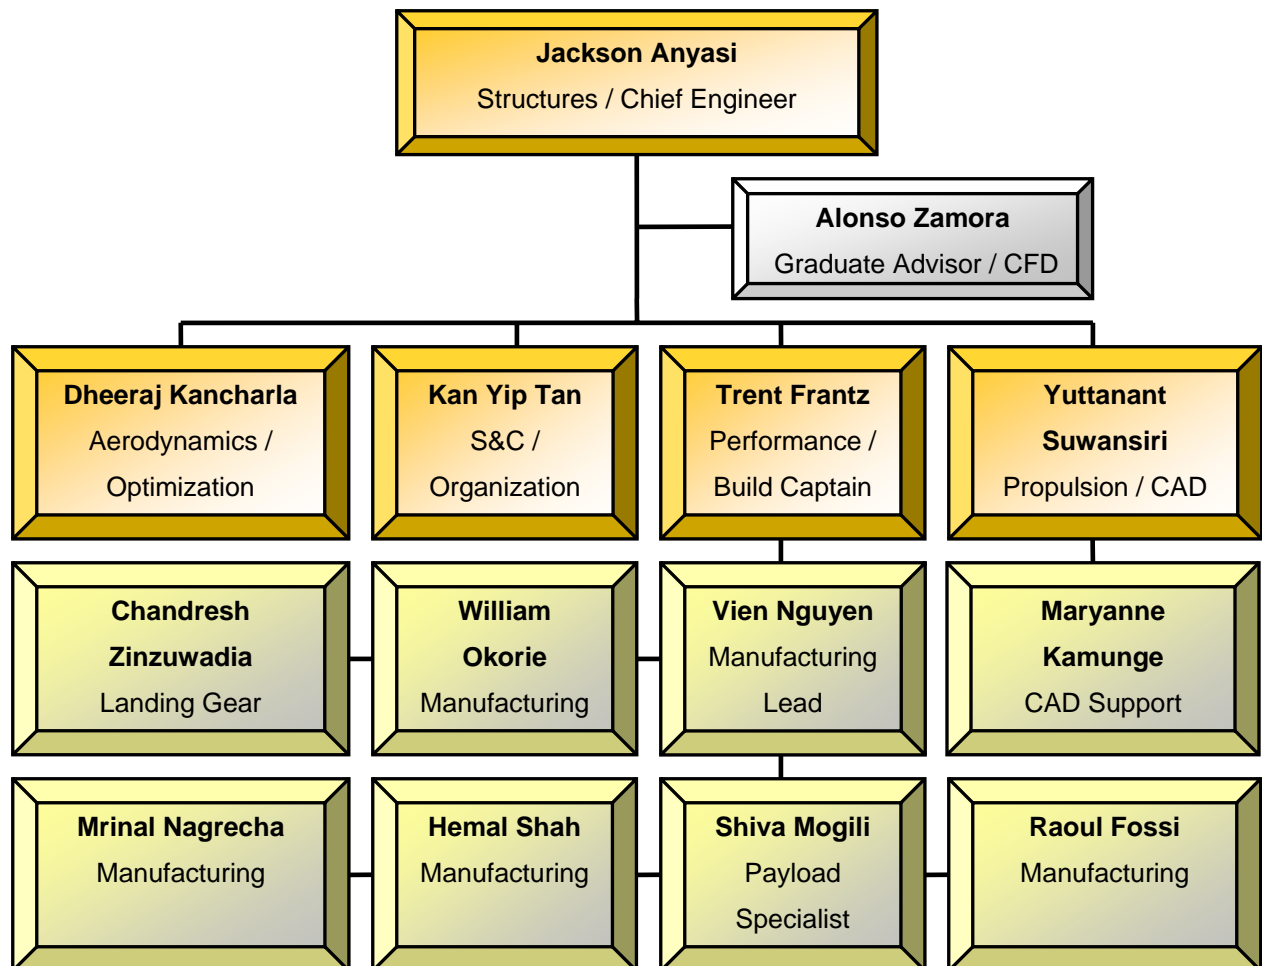 Jackson Anyasi
Structures / Chief Engineer
Alonso Zamora
Graduate Advisor / CFD
Dheeraj Kancharla
Aerodynamics /
Optimization
Kan Yip Tan
S&C /
Organization
Trent Frantz
Performance /
Build Captain
Yuttanant
Suwansiri
Propulsion / CAD
Chandresh
Zinzuwadia
Landing Gear
William
Okorie
Manufacturing
Vien Nguyen
Manufacturing
Lead
Maryanne
Kamunge
CAD Support
Mrinal Nagrecha
Manufacturing
Hemal Shah
Manufacturing
Shiva Mogili
Payload
Specialist
Raoul Fossi
Manufacturing